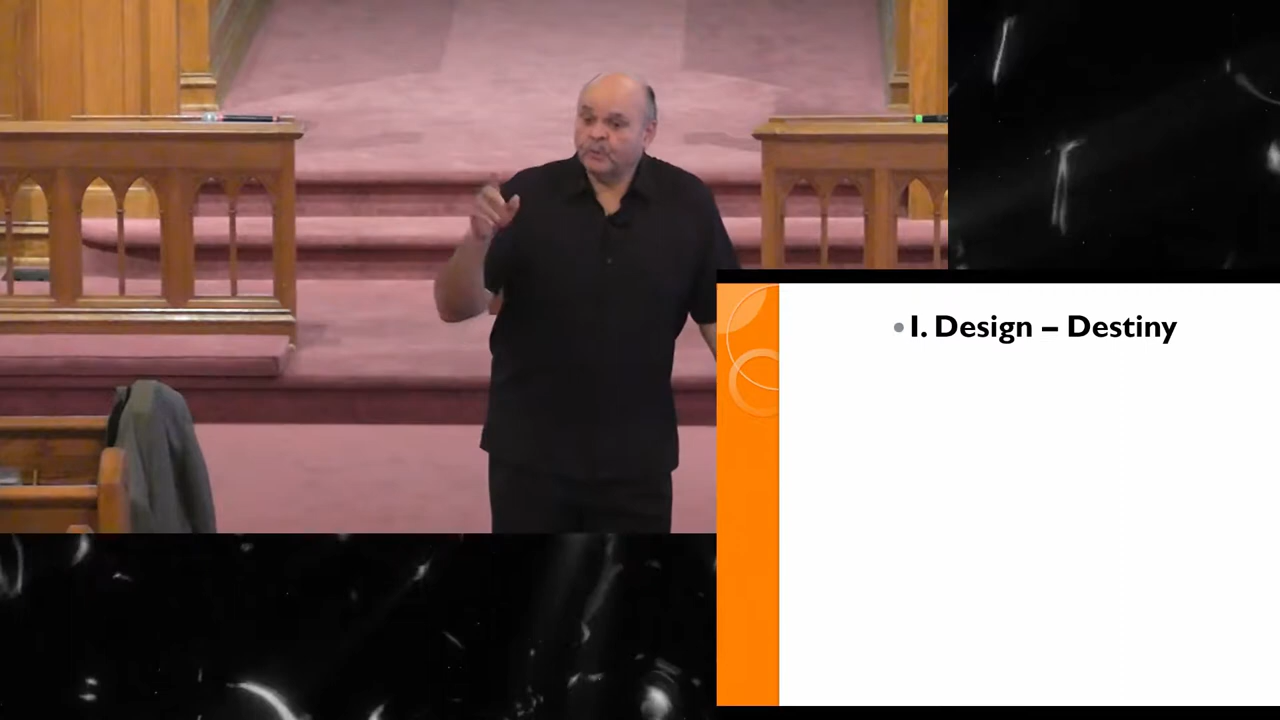 • I. Design – Destiny